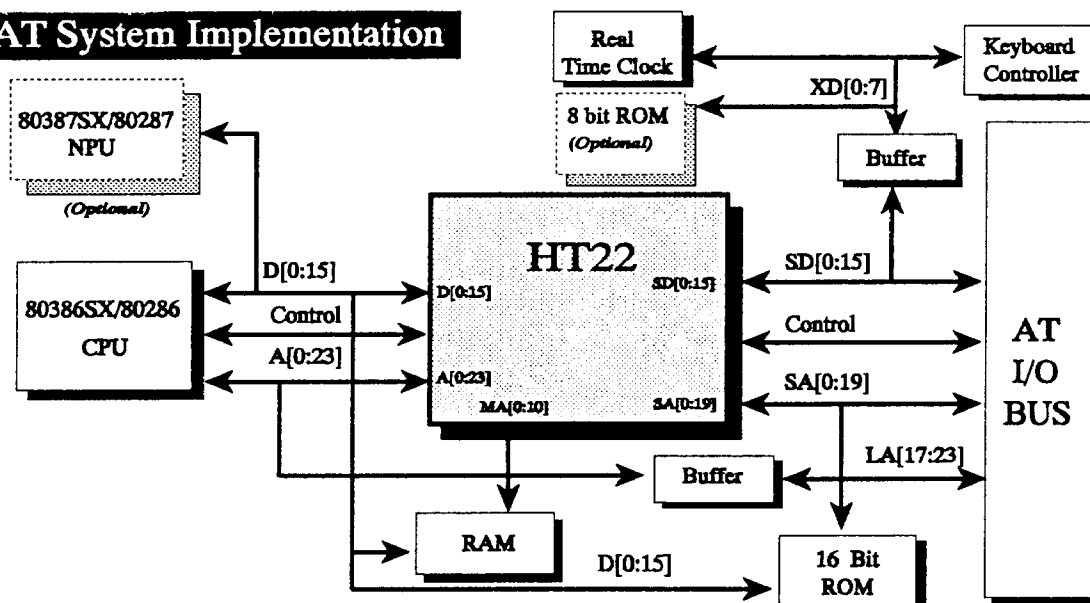 AT System Implementation
Real
Time Clock
Keyboard
Controller
XD[0:7]
80387SX/80287
NPU
(Optional)
8 bit ROM
(Optional)
Buffer
HT22
D[0:15]
D[0:15]
SD[0:15]
SD[0:15]
80386SX/80286
CPU
Control
Control
A[0:23]
A[0:23]
MA[0:10]
SA[0:19]
SA[0:19]
AT
I/O
BUS
LA[17:23]
Buffer
RAM
D[0:15]
16 Bit
ROM